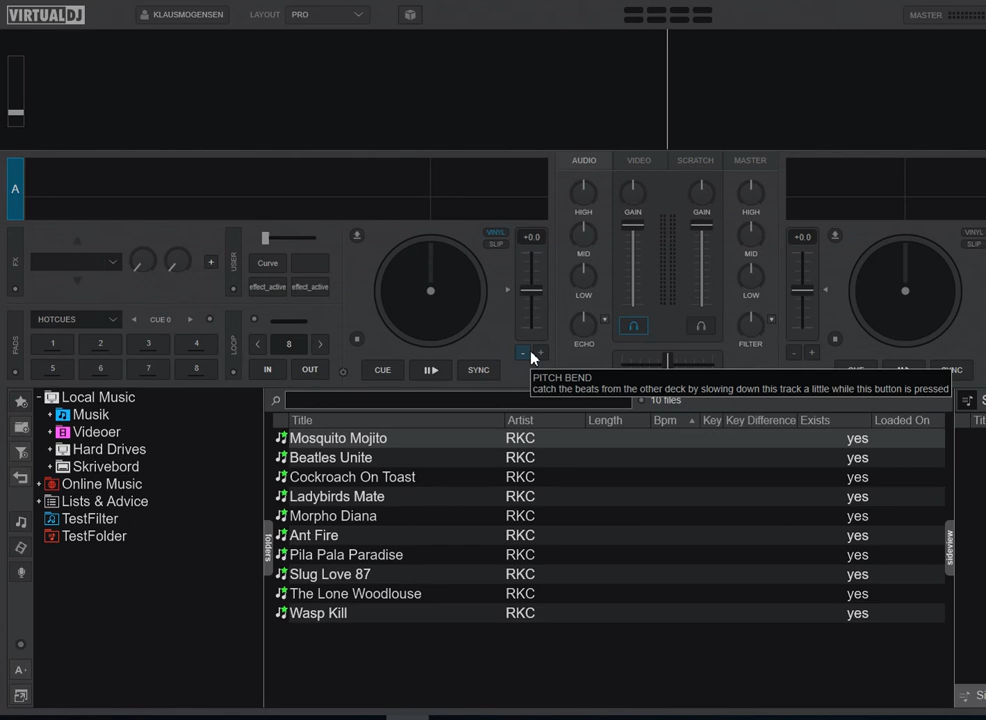 VIRTUALDJ
KLAUSMOGENSEN
LAYOUT PRO
MASTER
A
AUDIO VIDEO SCRATCH MASTER
HIGH GAIN GAIN HIGH
MID MID
LOW LOW
ECHO FILTER
VINYL
SLIP
+0.0
+0.0
VINYL
SLIP
FX
USER
Curve
effect_active effect_active
PADS
HOTCUES CUE 0
1 2 3 4
5 6 7 8
LOOP
8
IN OUT
CUE SYNC
- +
- +
PITCH BEND
catch the beats from the other deck by slowing down this track a little while this button is pressed
10 files
Local Music
Musik
Videoer
Hard Drives
Skrivebord
Online Music
Lists & Advice
TestFilter
TestFolder
folders
sideview
Title Artist Length Bpm Key Key Difference Exists Loaded On
Mosquito Mojito RKC yes
Beatles Unite RKC yes
Cockroach On Toast RKC yes
Ladybirds Mate RKC yes
Morpho Diana RKC yes
Ant Fire RKC yes
Pila Pala Paradise RKC yes
Slug Love 87 RKC yes
The Lone Woodlouse RKC yes
Wasp Kill RKC yes
A+